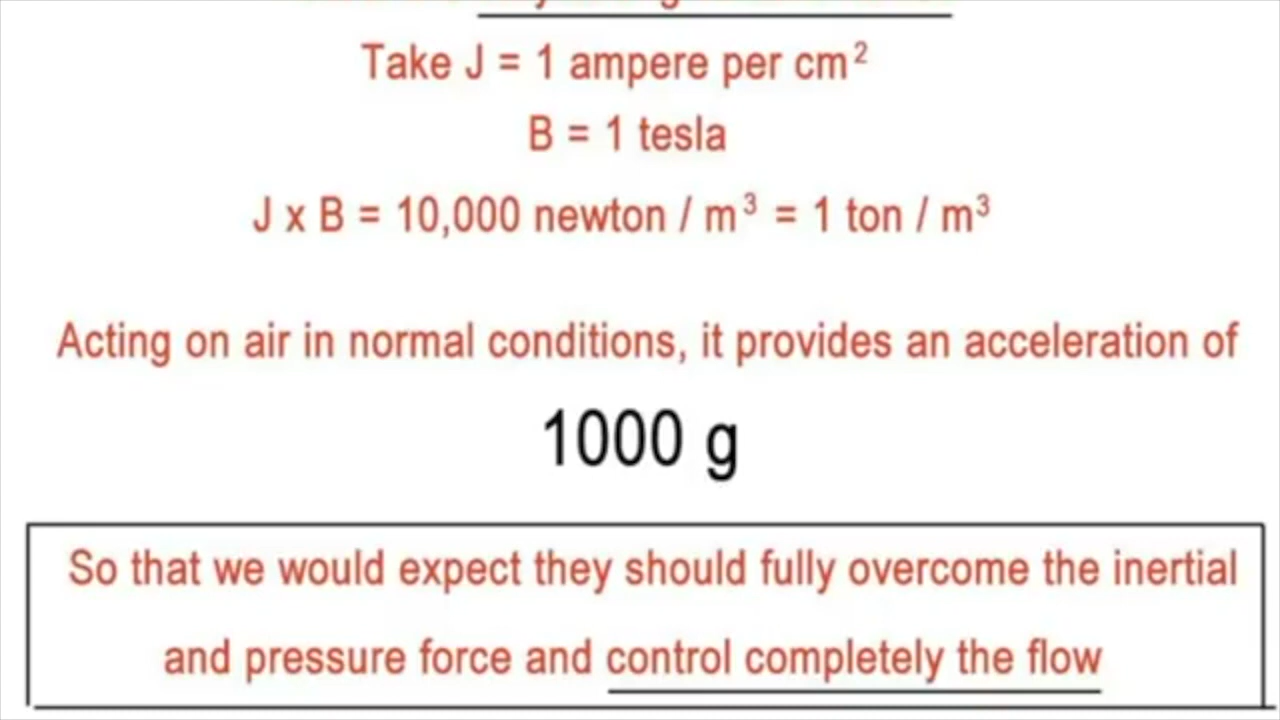 Take J = 1 ampere per cm²
B = 1 tesla
J x B = 10,000 newton / m³ = 1 ton / m³
Acting on air in normal conditions, it provides an acceleration of
1000 g
So that we would expect they should fully overcome the inertial
and pressure force and control completely the flow